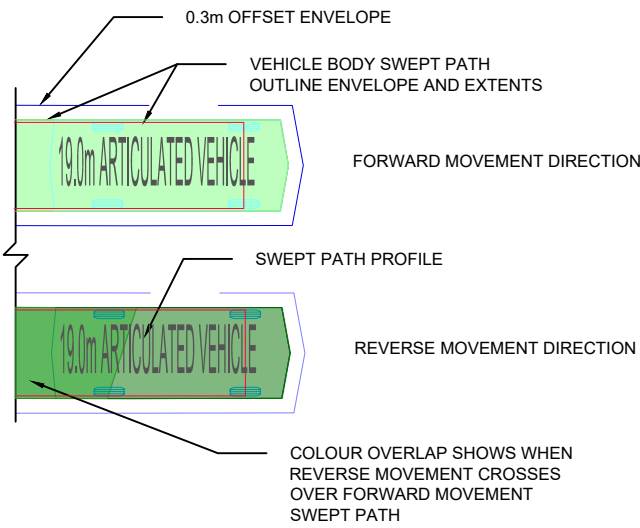 0.3m OFFSET ENVELOPE
VEHICLE BODY SWEPT PATH
OUTLINE ENVELOPE AND EXTENTS
19.0m ARTICULATED VEHICLE
FORWARD MOVEMENT DIRECTION
SWEPT PATH PROFILE
19.0m ARTICULATED VEHICLE
REVERSE MOVEMENT DIRECTION
COLOUR OVERLAP SHOWS WHEN
REVERSE MOVEMENT CROSSES
OVER FORWARD MOVEMENT
SWEPT PATH